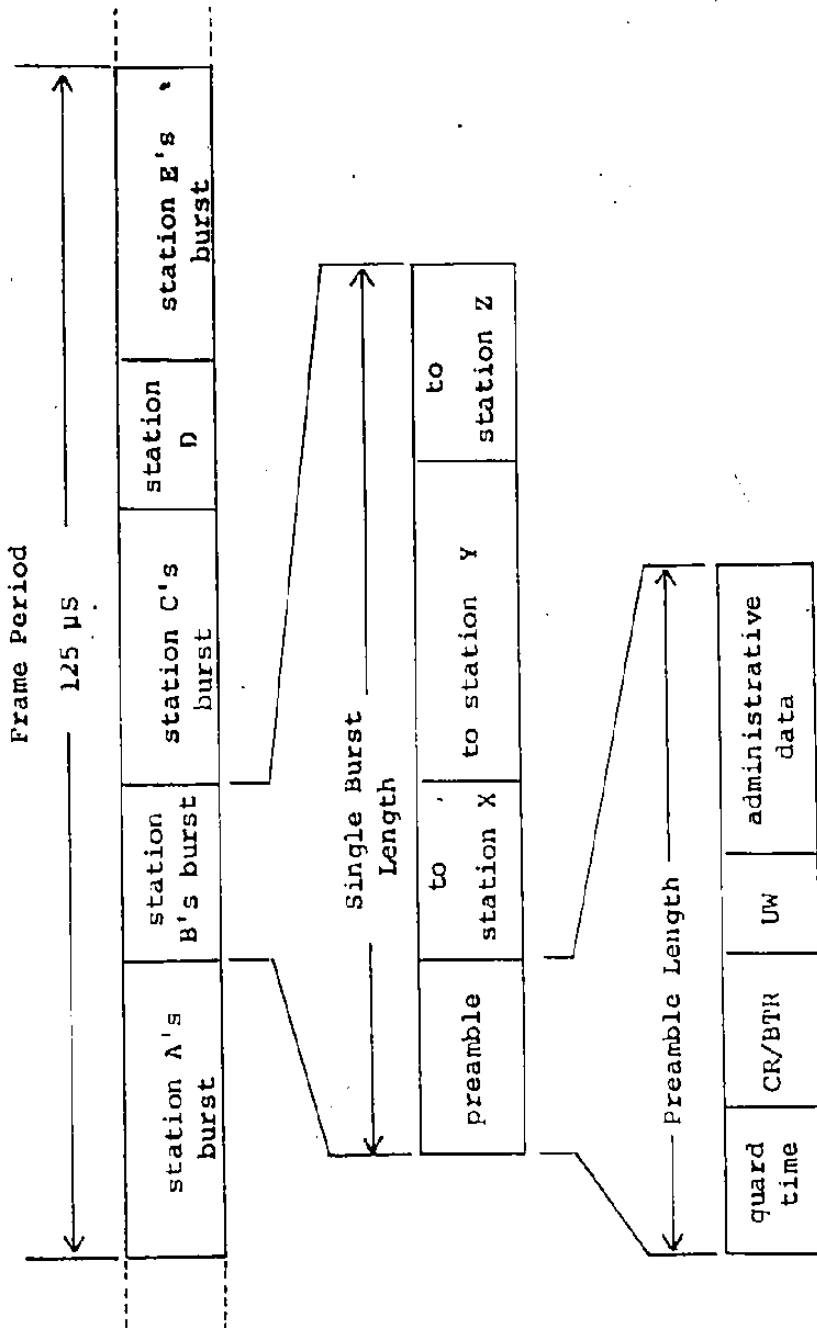 Frame Period
125 µs
station A's
burst
station
B's burst
station C's
burst
station
D
station E's
burst
Single Burst
Length
preamble
to
station X
to station Y
to
station Z
Preamble Length
quard
time
CR/BTR
UW
administrative
data